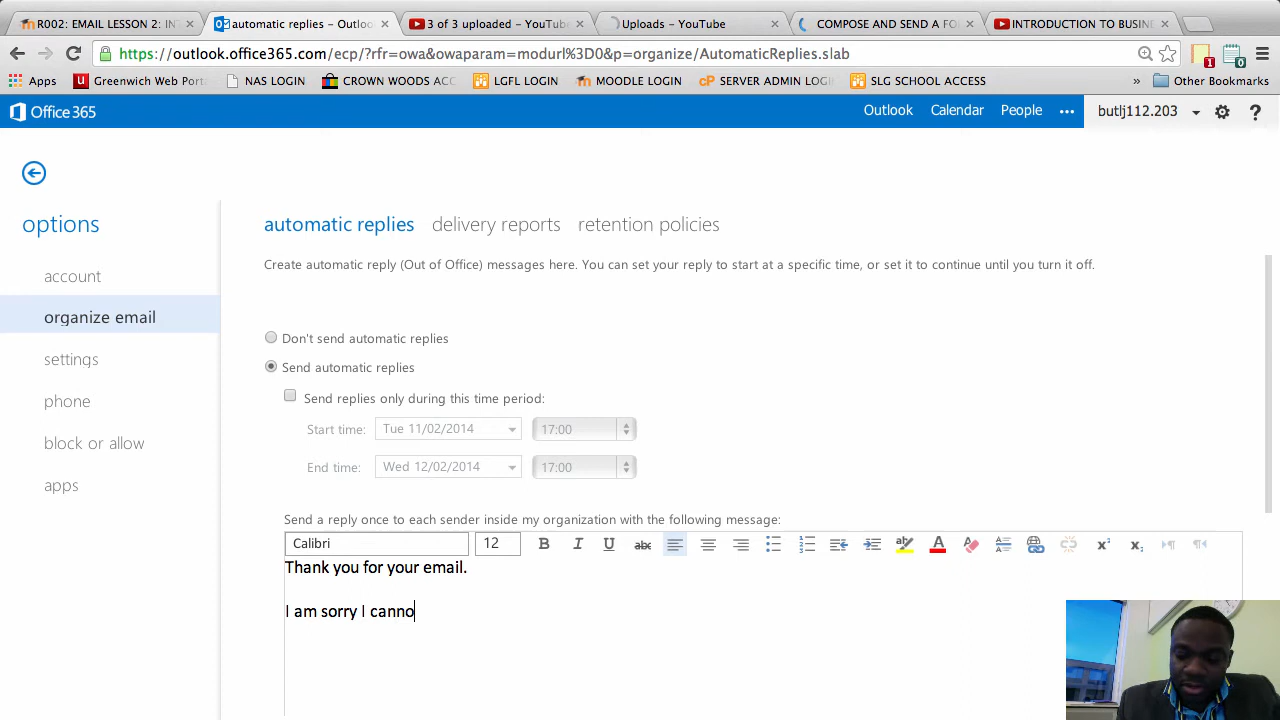 R002: EMAIL LESSON 2: IN
automatic replies – Outloo
3 of 3 uploaded - YouTube
Uploads - YouTube
COMPOSE AND SEND A FO
INTRODUCTION TO BUSINE
https://outlook.office365.com/ecp/?rfr=owa&owaparam=modurl%3D0&p=organize/AutomaticReplies.slab
1
0
Apps
Greenwich Web Port
NAS LOGIN
CROWN WOODS ACC
LGFL LOGIN
MOODLE LOGIN
SERVER ADMIN LOGI
SLG SCHOOL ACCESS
»
Other Bookmarks
Office 365
Outlook
Calendar
People
butlj112.203
?
options
account
organize email
settings
phone
block or allow
apps
automatic replies
delivery reports
retention policies
Create automatic reply (Out of Office) messages here. You can set your reply to start at a specific time, or set it to continue until you turn it off.
Don't send automatic replies
Send automatic replies
Send replies only during this time period:
Start time:
Tue 11/02/2014
17:00
End time:
Wed 12/02/2014
17:00
Send a reply once to each sender inside my organization with the following message:
Calibri
12
B
I
U
abc
A
Thank you for your email.
I am sorry I canno